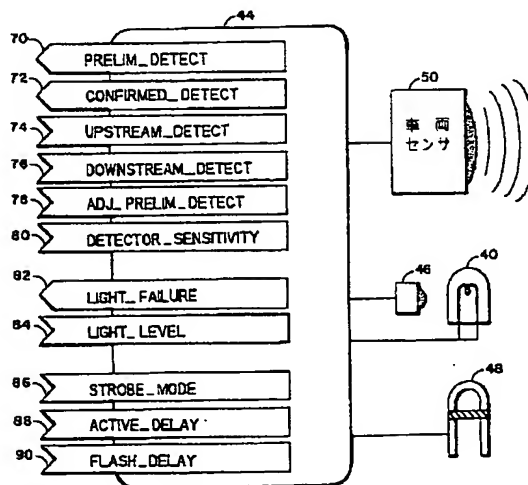 44
70 PRELIM_DETECT
72 CONFIRMED_DETECT
74 UPSTREAM_DETECT
76 DOWNSTREAM_DETECT
78 ADJ_PRELIM_DETECT
80 DETECTOR_SENSITIVITY
82 LIGHT_FAILURE
84 LIGHT_LEVEL
86 STROBE_MODE
88 ACTIVE_DELAY
90 FLASH_DELAY
50
車両
センサ
46
40
48